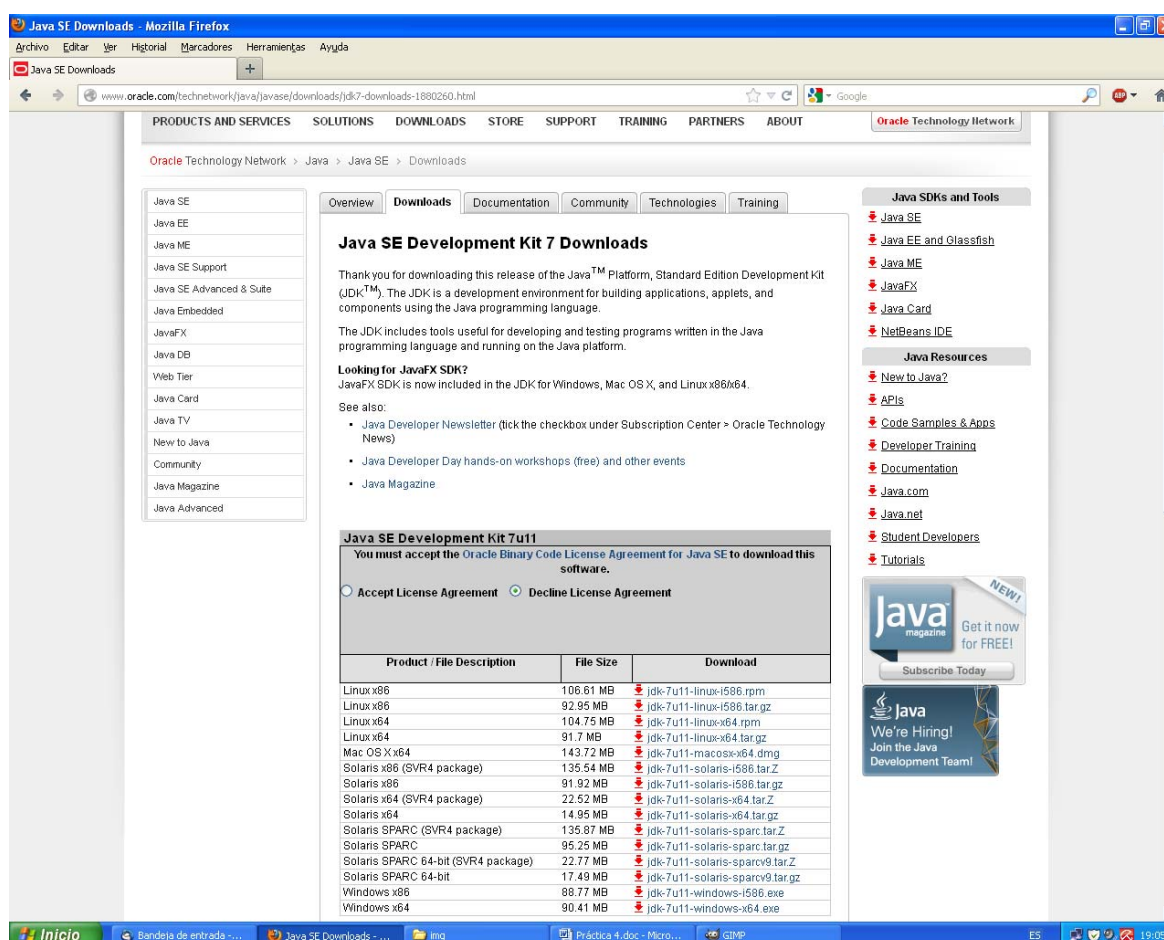 Java SE Downloads - Mozilla Firefox
Archivo Editar Ver Historial Marcadores Herramientas Ayuda
Java SE Downloads
www.oracle.com/technetwork/java/javase/downloads/jdk7-downloads-1880260.html
Google
ABP
PRODUCTS AND SERVICES SOLUTIONS DOWNLOADS STORE SUPPORT TRAINING PARTNERS ABOUT
Oracle Technology Network
Oracle Technology Network > Java > Java SE > Downloads
Java SE
Java EE
Java ME
Java SE Support
Java SE Advanced & Suite
Java Embedded
JavaFX
Java DB
Web Tier
Java Card
Java TV
New to Java
Community
Java Magazine
Java Advanced
Overview Downloads Documentation Community Technologies Training
Java SE Development Kit 7 Downloads
Thank you for downloading this release of the Java™ Platform, Standard Edition Development Kit
(JDK™). The JDK is a development environment for building applications, applets, and
components using the Java programming language.
The JDK includes tools useful for developing and testing programs written in the Java
programming language and running on the Java platform.
Looking for JavaFX SDK?
JavaFX SDK is now included in the JDK for Windows, Mac OS X, and Linux x86/x64.
See also:
• Java Developer Newsletter (tick the checkbox under Subscription Center > Oracle Technology
News)
• Java Developer Day hands-on workshops (free) and other events
• Java Magazine
Java SE Development Kit 7u11
You must accept the Oracle Binary Code License Agreement for Java SE to download this
software.
Accept License Agreement Decline License Agreement
Product / File Description File Size Download
Linux x86 106.61 MB jdk-7u11-linux-i586.rpm
Linux x86 92.95 MB jdk-7u11-linux-i586.tar.gz
Linux x64 104.75 MB jdk-7u11-linux-x64.rpm
Linux x64 91.7 MB jdk-7u11-linux-x64.tar.gz
Mac OS X x64 143.72 MB jdk-7u11-macosx-x64.dmg
Solaris x86 (SVR4 package) 135.54 MB jdk-7u11-solaris-i586.tar.Z
Solaris x86 91.92 MB jdk-7u11-solaris-i586.tar.gz
Solaris x64 (SVR4 package) 22.52 MB jdk-7u11-solaris-x64.tar.Z
Solaris x64 14.95 MB jdk-7u11-solaris-x64.tar.gz
Solaris SPARC (SVR4 package) 135.87 MB jdk-7u11-solaris-sparc.tar.Z
Solaris SPARC 95.25 MB jdk-7u11-solaris-sparc.tar.gz
Solaris SPARC 64-bit (SVR4 package) 22.77 MB jdk-7u11-solaris-sparcv9.tar.Z
Solaris SPARC 64-bit 17.49 MB jdk-7u11-solaris-sparcv9.tar.gz
Windows x86 88.77 MB jdk-7u11-windows-i586.exe
Windows x64 90.41 MB jdk-7u11-windows-x64.exe
Java SDKs and Tools
Java SE
Java EE and Glassfish
Java ME
JavaFX
Java Card
NetBeans IDE
Java Resources
New to Java?
APIs
Code Samples & Apps
Developer Training
Documentation
Java.com
Java.net
Student Developers
Tutorials
NEW!
Java
magazine
Get it now
for FREE!
Subscribe Today
Java
We're Hiring!
Join the Java
Development Team!
Inicio Bandeja de entrada -... Java SE Downloads - ... img Práctica 4.doc - Micro... GIMP ES 19:05